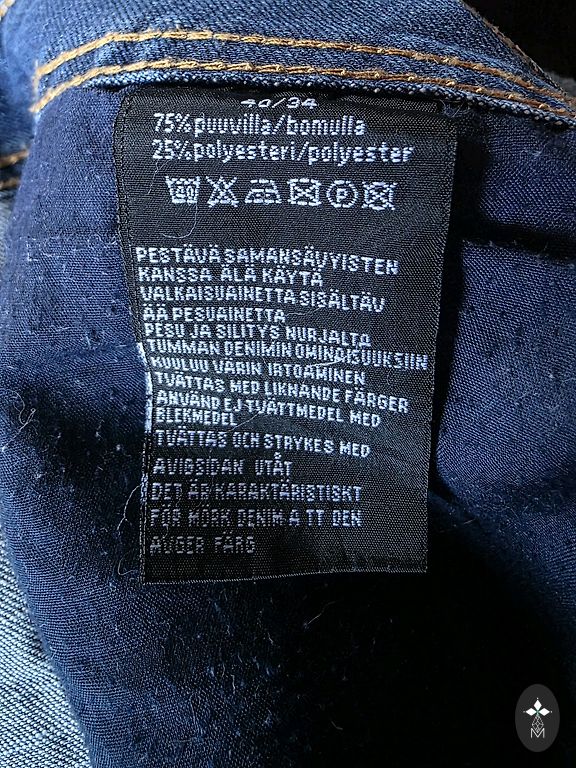 40/34
75%puuvilla/bomulla
25%polyesteri/polyester
40 P
PESTÄVÄ SAMANSÄVYISTEN
KANSSA. ÄLÄ KÄYTÄ
VALKAISUAINETTA SISÄLTÄV
ÄÄ PESUAINETTA
PESU JA SILITYS NURJALTA
TUMMAN DENIMIN OMINAISUUKSIIN
KUULUU VÄRIN IRTOAMINEN
TVÄTTAS MED LIKNANDE FÄRGER
ANVÄND EJ TVÄTTMEDEL MED
BLEKMEDEL
TVÄTTAS OCH STRYKES MED
AVIGSIDAN UTÅT
DET ÄR KARAKTÄRISTISKT
FÖR MÖRK DENIM A TT DEN
AVGER FÄRG